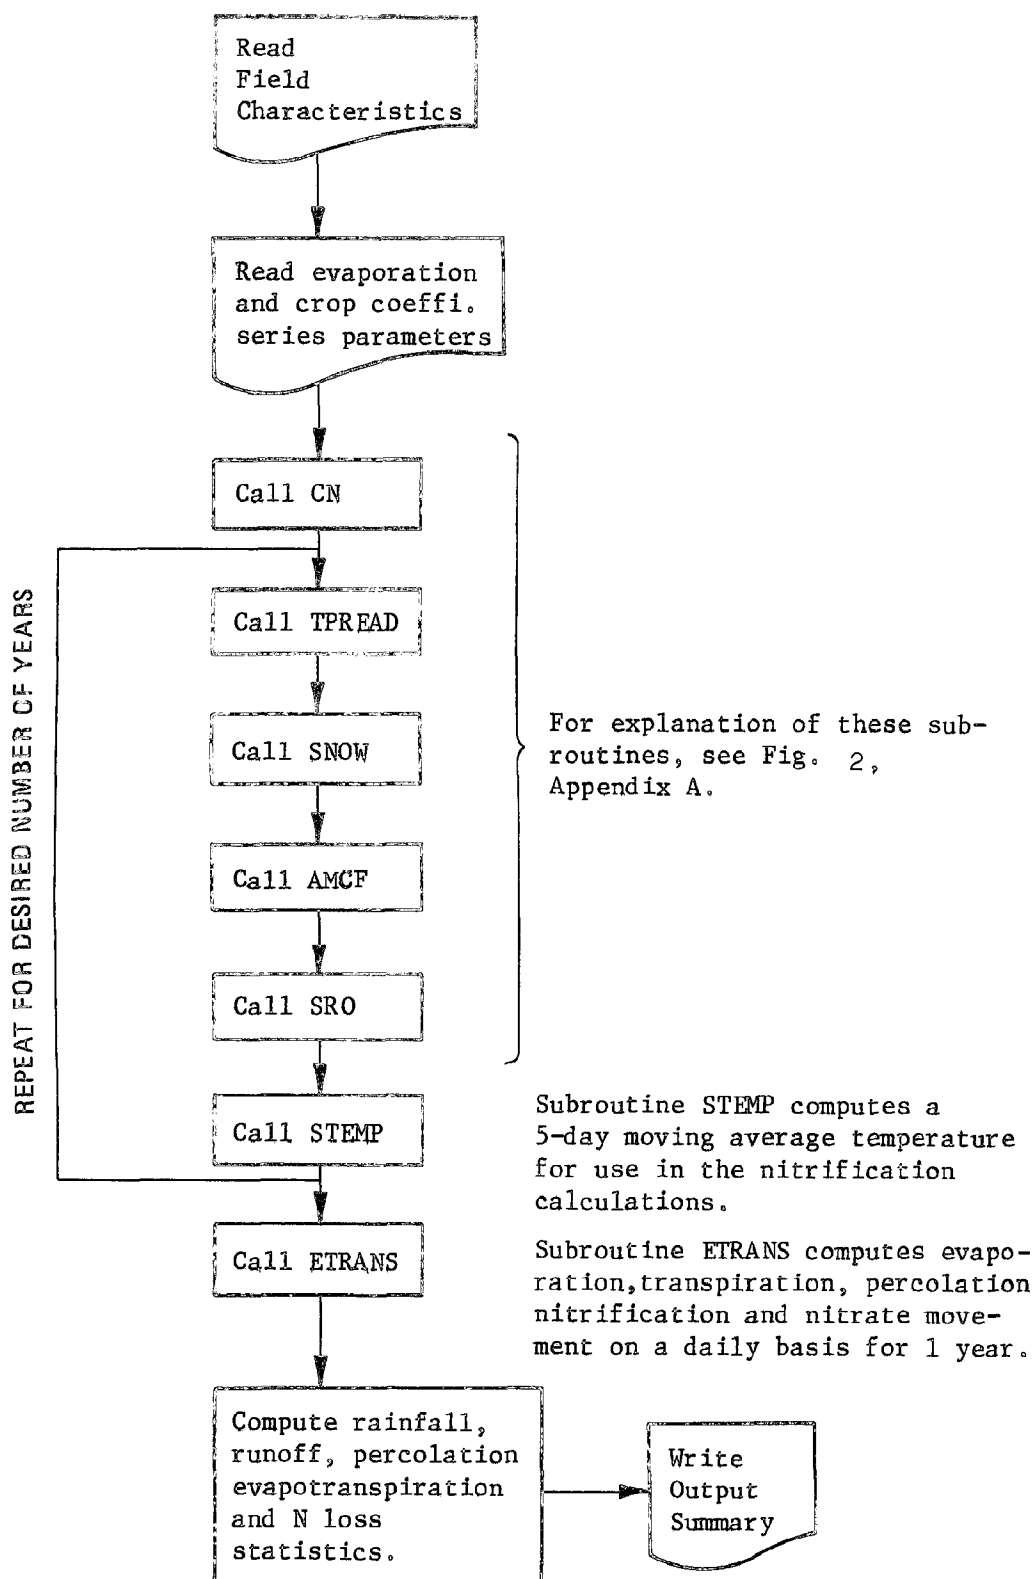 Read
Field
Characteristics
Read evaporation
and crop coeffi.
series parameters
Call CN
REPEAT FOR DESIRED NUMBER OF YEARS
Call TPREAD
Call SNOW
For explanation of these sub-
routines, see Fig. 2,
Appendix A.
Call AMCF
Call SRO
Call STEMP
Subroutine STEMP computes a
5-day moving average temperature
for use in the nitrification
calculations.
Call ETRANS
Subroutine ETRANS computes evapo-
ration,transpiration, percolation
nitrification and nitrate move-
ment on a daily basis for 1 year.
Compute rainfall,
runoff, percolation
evapotranspiration
and N loss
statistics.
Write
Output
Summary